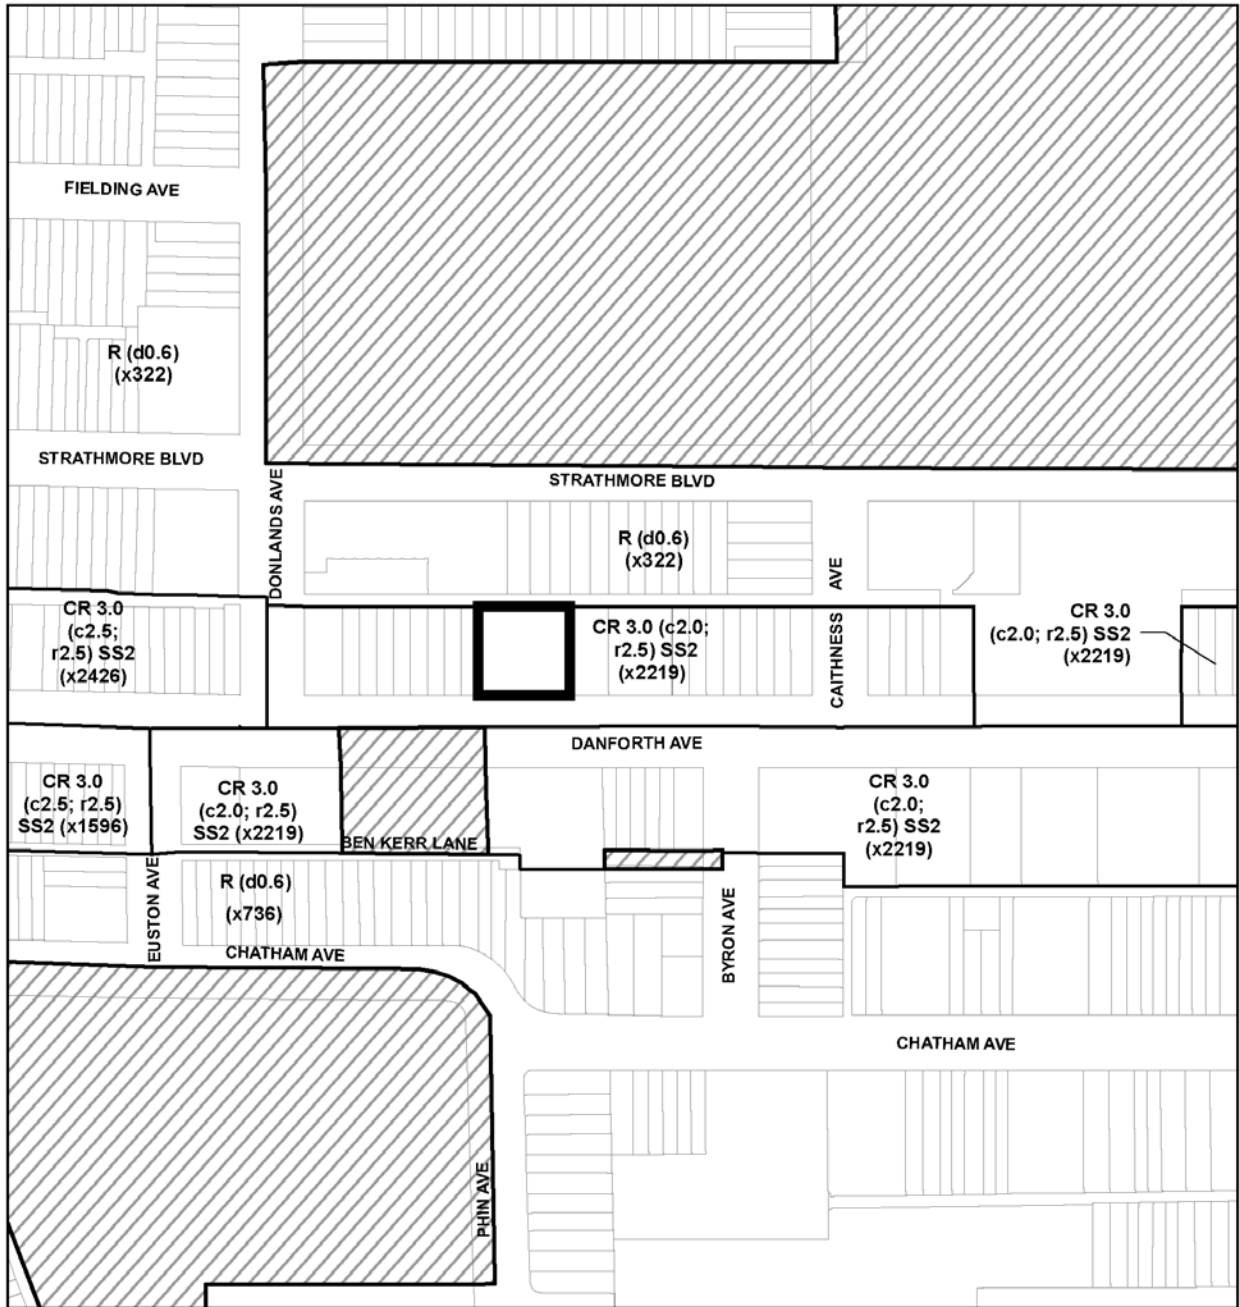 FIELDING AVE
R (d0.6)
(x322)
STRATHMORE BLVD
STRATHMORE BLVD
DONLANDS AVE
R (d0.6)
(x322)
CAITHNESS AVE
CR 3.0
(c2.5;
r2.5) SS2
(x2426)
CR 3.0 (c2.0;
r2.5) SS2
(x2219)
CR 3.0
(c2.0; r2.5) SS2
(x2219)
DANFORTH AVE
CR 3.0
(c2.5; r2.5)
SS2 (x1596)
CR 3.0
(c2.0; r2.5)
SS2 (x2219)
BEN KERR LANE
CR 3.0
(c2.0;
r2.5) SS2
(x2219)
EUSTON AVE
R (d0.6)
(x736)
BYRON AVE
CHATHAM AVE
CHATHAM AVE
PHIN AVE